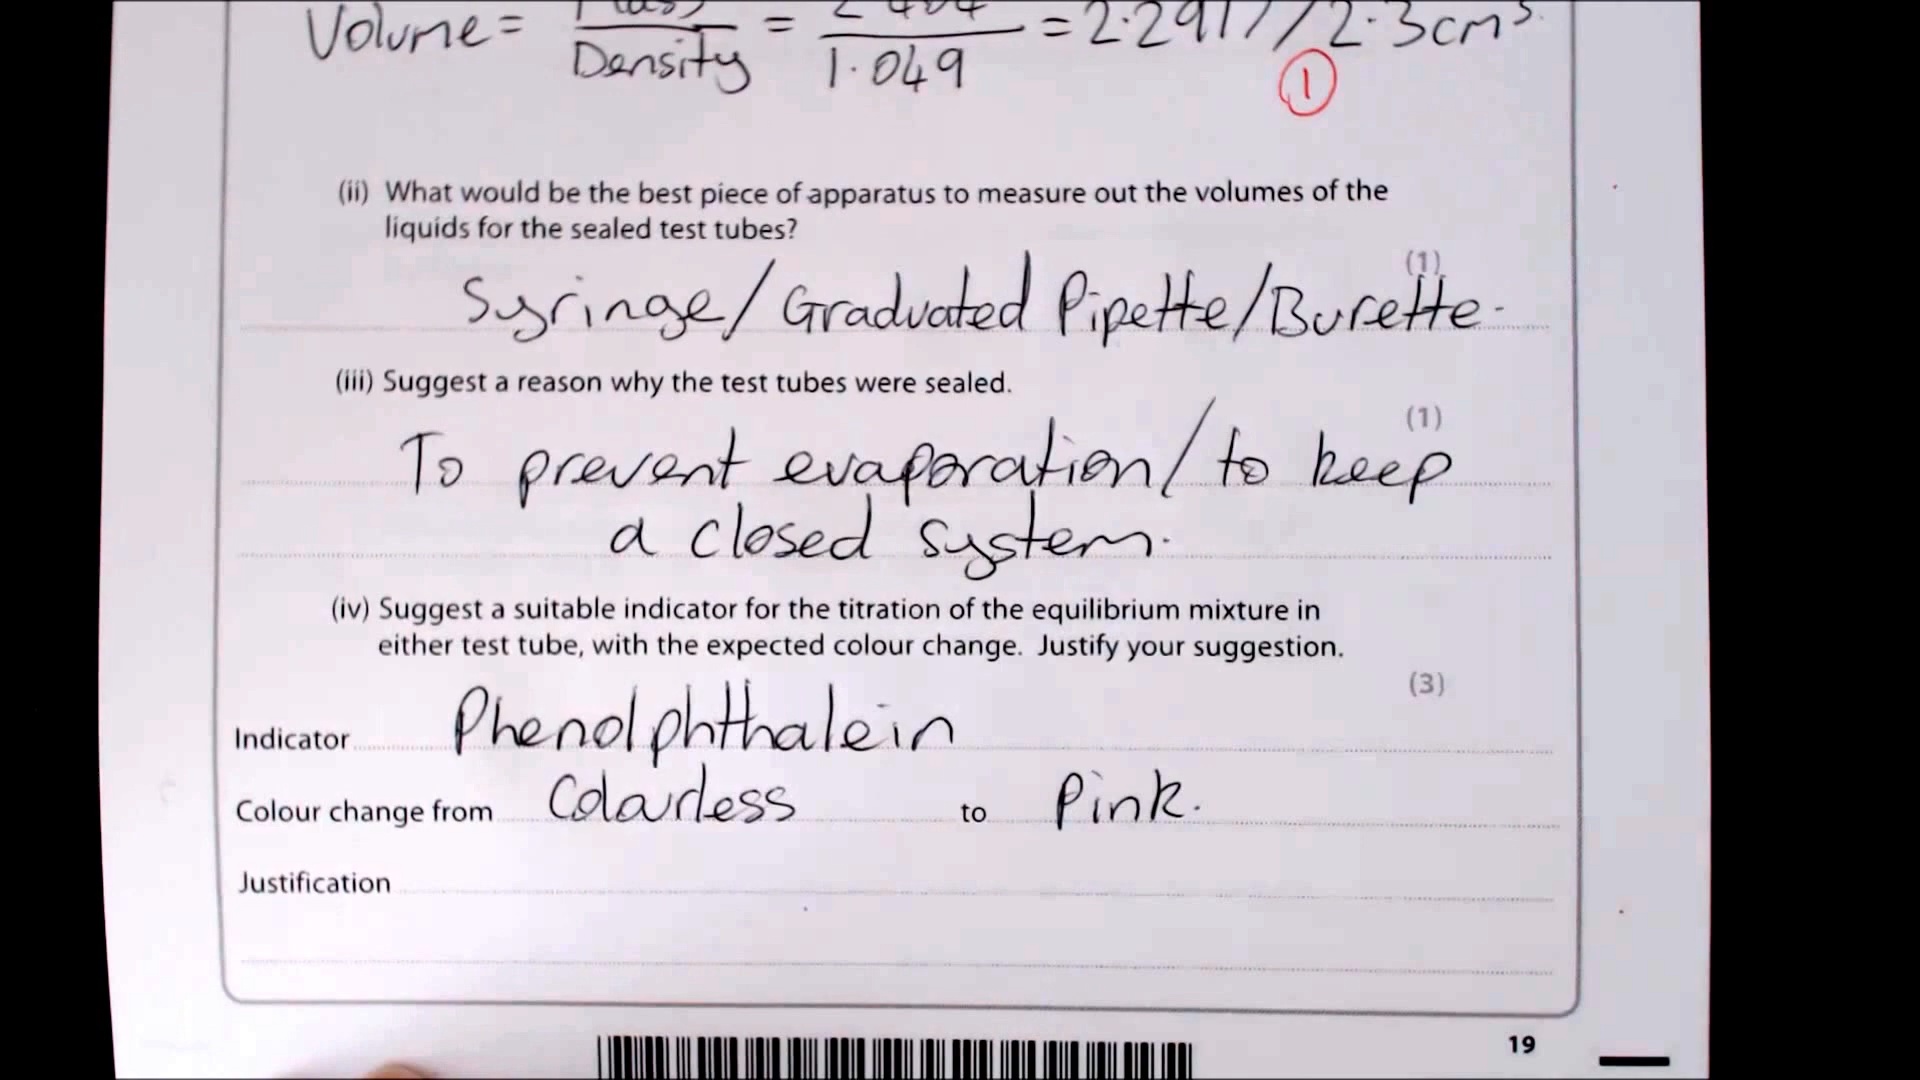 Volume = Mass = 2.404 = 2.2917 / 2.3cm³.
Density 1.049
1
(ii) What would be the best piece of apparatus to measure out the volumes of the
liquids for the sealed test tubes?
(1)
Syringe/Graduated Pipette/Burette.
(iii) Suggest a reason why the test tubes were sealed.
(1)
To prevent evaporation/to keep
a closed system.
(iv) Suggest a suitable indicator for the titration of the equilibrium mixture in
either test tube, with the expected colour change. Justify your suggestion.
(3)
Indicator Phenolphthalein
Colour change from Colourless to Pink.
Justification
19